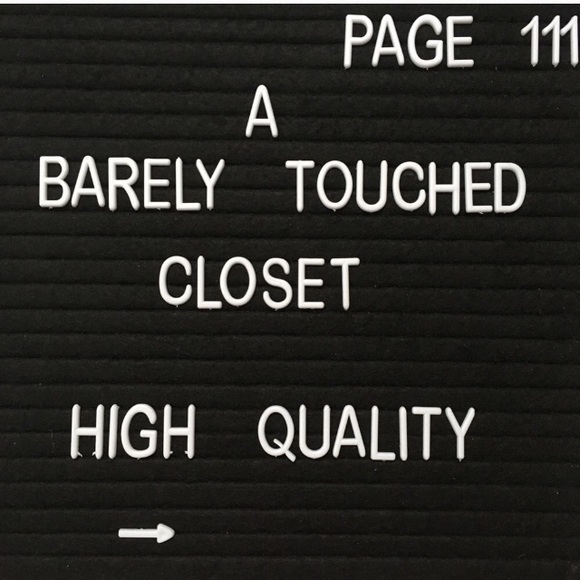 PAGE 111
A
BARELY TOUCHED
CLOSET
HIGH QUALITY
→